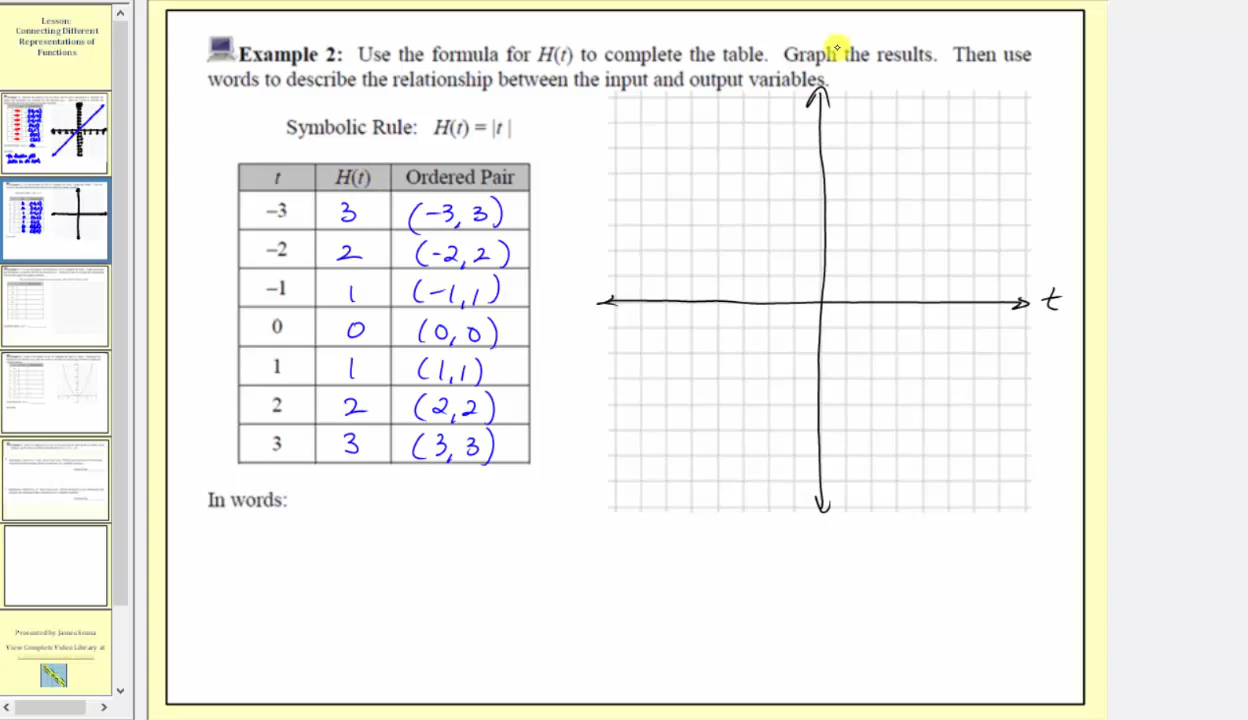 Lesson:
Connecting Different
Representations of
Functions
Example 2: Use the formula for H(t) to complete the table. Graph the results. Then use
words to describe the relationship between the input and output variables.
Symbolic Rule: H(t) = |t|
t H(t) Ordered Pair
−3 3 (−3, 3)
−2 2 (-2, 2)
−1 1 (−1, 1)
0 0 (0, 0)
1 1 (1, 1)
2 2 (2, 2)
3 3 (3, 3)
t
In words:
Presented by James Sousa
View Complete Video Library at